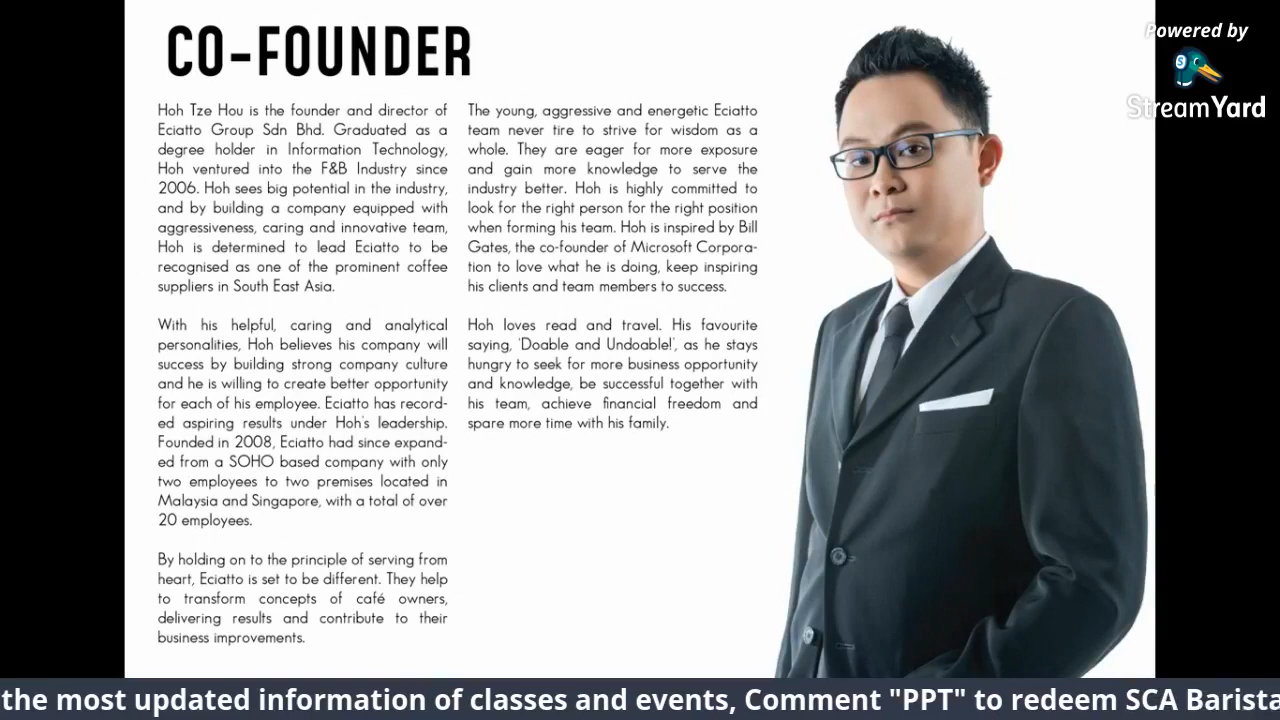 CO-FOUNDER
Hoh Tze Hou is the founder and director of
Eciatto Group Sdn Bhd. Graduated as a
degree holder in Information Technology,
Hoh ventured into the F&B Industry since
2006. Hoh sees big potential in the industry,
and by building a company equipped with
aggressiveness, caring and innovative team,
Hoh is determined to lead Eciatto to be
recognised as one of the prominent coffee
suppliers in South East Asia.
With his helpful, caring and analytical
personalities, Hoh believes his company will
success by building strong company culture
and he is willing to create better opportunity
for each of his employee. Eciatto has record-
ed aspiring results under Hoh's leadership.
Founded in 2008, Eciatto had since expand-
ed from a SOHO based company with only
two employees to two premises located in
Malaysia and Singapore, with a total of over
20 employees.
By holding on to the principle of serving from
heart, Eciatto is set to be different. They help
to transform concepts of café owners,
delivering results and contribute to their
business improvements.
The young, aggressive and energetic Eciatto
team never tire to strive for wisdom as a
whole. They are eager for more exposure
and gain more knowledge to serve the
industry better. Hoh is highly committed to
look for the right person for the right position
when forming his team. Hoh is inspired by Bill
Gates, the co-founder of Microsoft Corpora-
tion to love what he is doing, keep inspiring
his clients and team members to success.
Hoh loves read and travel. His favourite
saying, 'Doable and Undoable!', as he stays
hungry to seek for more business opportunity
and knowledge, be successful together with
his team, achieve financial freedom and
spare more time with his family.
Powered by
S
StreamYard
the most updated information of classes and events, Comment "PPT" to redeem SCA Barista